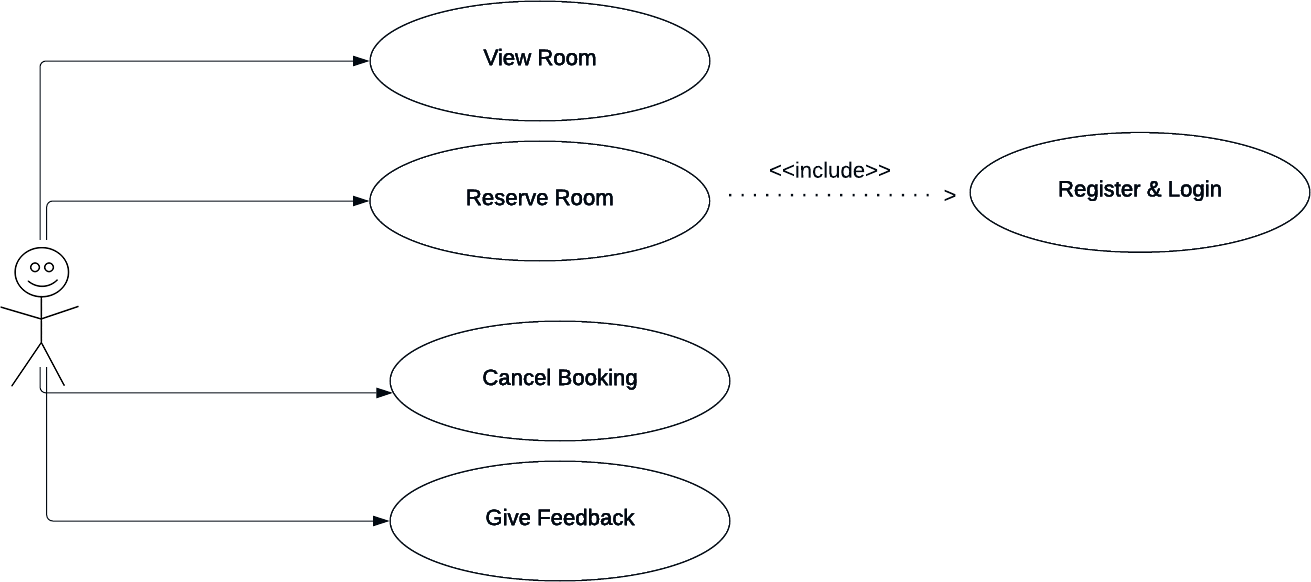 View Room
Reserve Room
<<include>>
Register & Login
Cancel Booking
Give Feedback